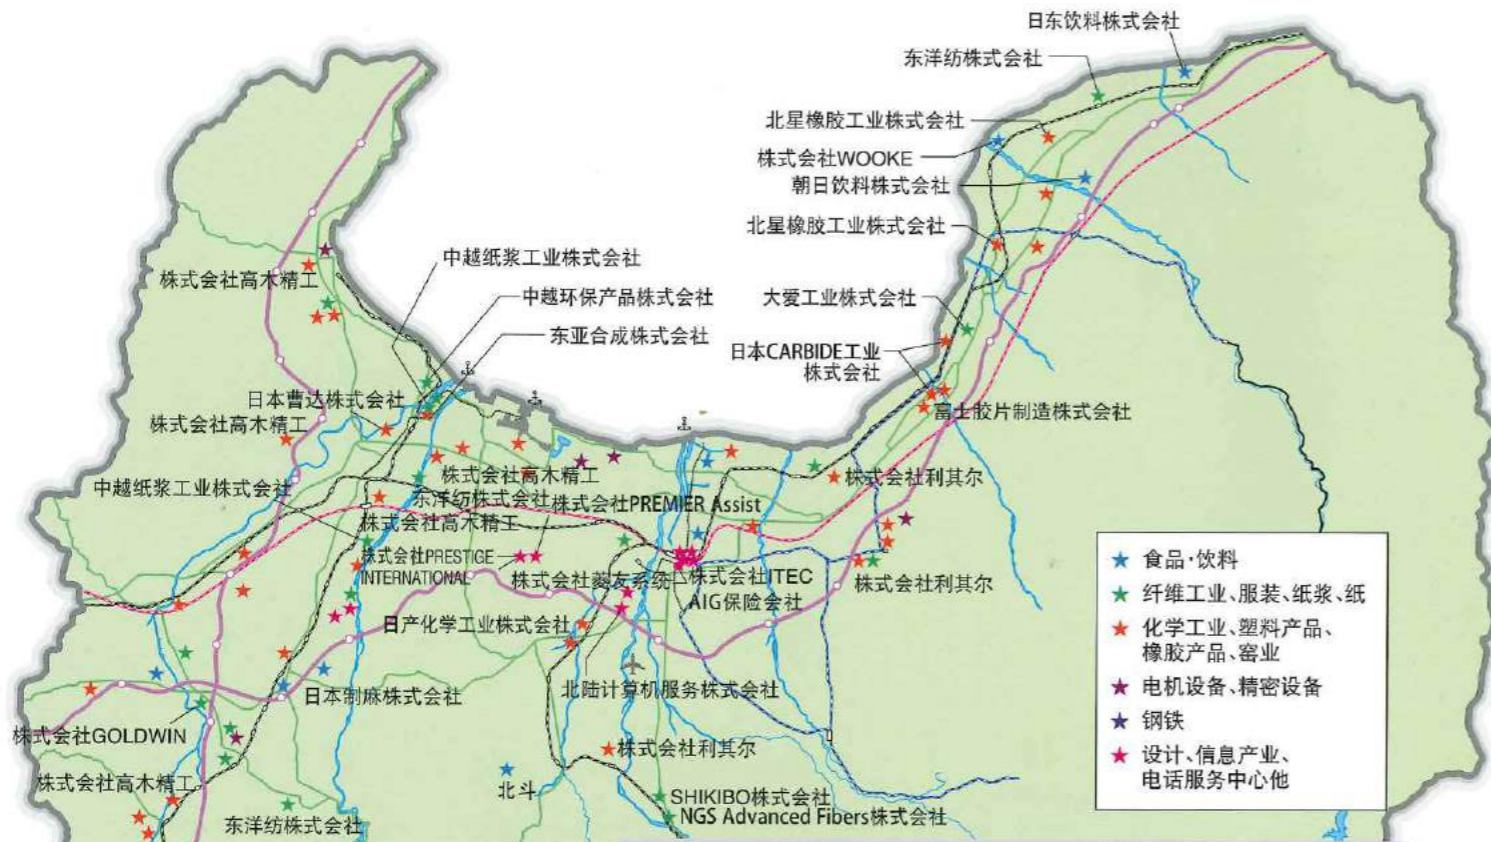 日东饮料株式会社
东洋纺株式会社
北星橡胶工业株式会社
株式会社WOOKE
朝日饮料株式会社
北星橡胶工业株式会社
中越纸浆工业株式会社
株式会社高木精工
中越环保产品株式会社
大爱工业株式会社
东亚合成株式会社
日本CARBIDE工业
株式会社
日本曹达株式会社
富士胶片制造株式会社
株式会社高木精工
株式会社高木精工
株式会社利其尔
中越纸浆工业株式会社
东洋纺株式会社
株式会社PREMIER Assist
株式会社高木精工
株式会社PRESTIGE
INTERNATIONAL
株式会社菱友系统
株式会社ITEC
AIG保险会社
株式会社利其尔
日产化学工业株式会社
日本制麻株式会社
北陆计算机服务株式会社
株式会社GOLDWIN
株式会社利其尔
株式会社高木精工
北斗
SHIKIBO株式会社
NGS Advanced Fibers株式会社
东洋纺株式会社
食品·饮料
纤维工业、服装、纸浆、纸
化学工业、塑料产品、
橡胶产品、窑业
电机设备、精密设备
钢铁
设计、信息产业、
电话服务中心他